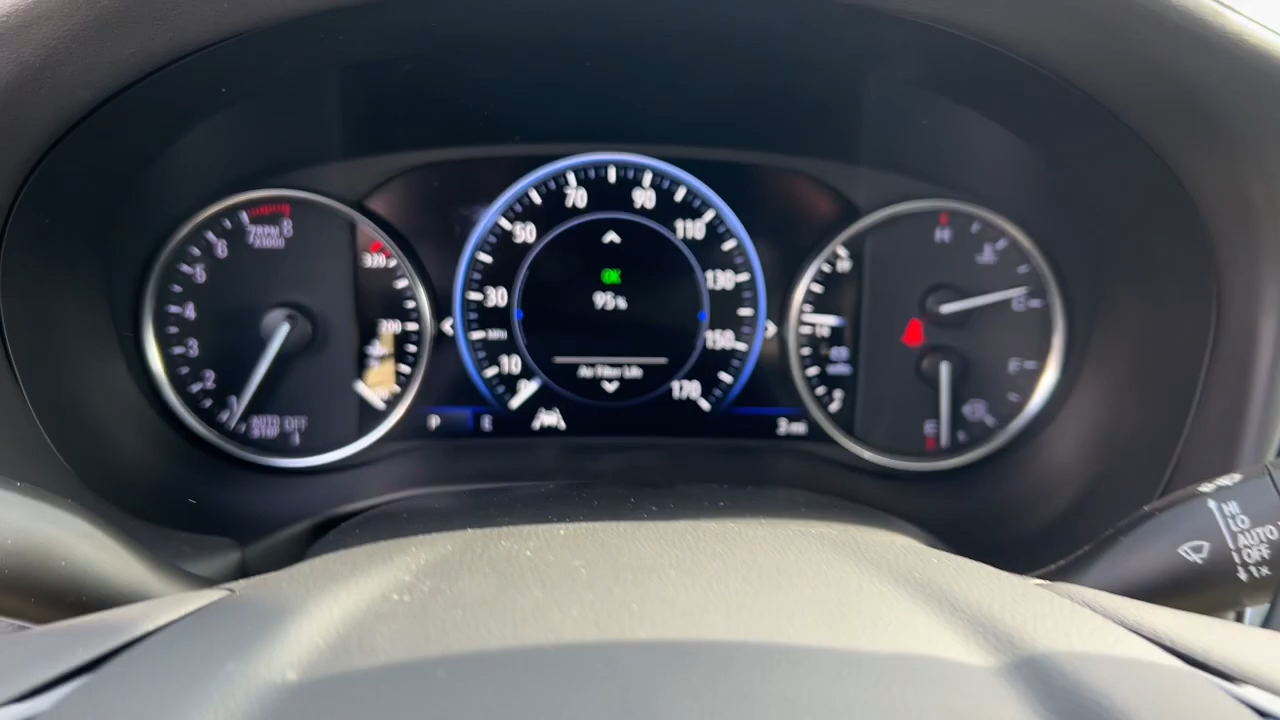 70
90
50
110
30
130
MPH
150
10
170
OK
95%
Air Filter Life
7
8
RPM
X1000
6
5
4
3
2
1
AUTO
STOP
OFF
320
200
H
C
F
E
P
E
3 mi
HI
LO
AUTO
OFF
1x